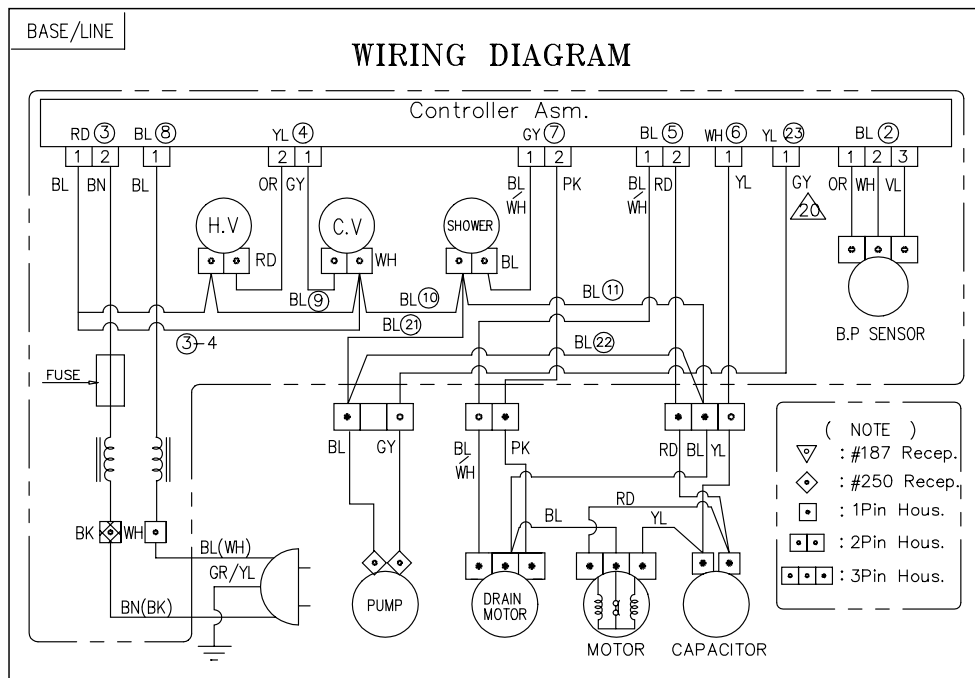 BASE/LINE
WIRING DIAGRAM
Controller Asm.
RD ③ BL ⑧ YL ④ GY ⑦ BL ⑤ WH ⑥ YL ㉓ BL ②
1 2 1 2 1 1 2 1 2 1 1 1 2 3
BL BN BL OR GY BL/WH PK BL/WH RD YL GY OR WH VL
20
H.V C.V SHOWER
RD WH BL
BL ⑨ BL ⑩ BL ⑪
BL ㉑
③-4
BL ㉒
B.P SENSOR
FUSE
BL GY BL/WH PK RD BL YL
( NOTE )
: #187 Recep.
: #250 Recep.
: 1Pin Hous.
: 2Pin Hous.
: 3Pin Hous.
RD
BL YL
BK WH
BL(WH)
GR/YL
BN(BK)
PUMP
DRAIN
MOTOR
MOTOR CAPACITOR